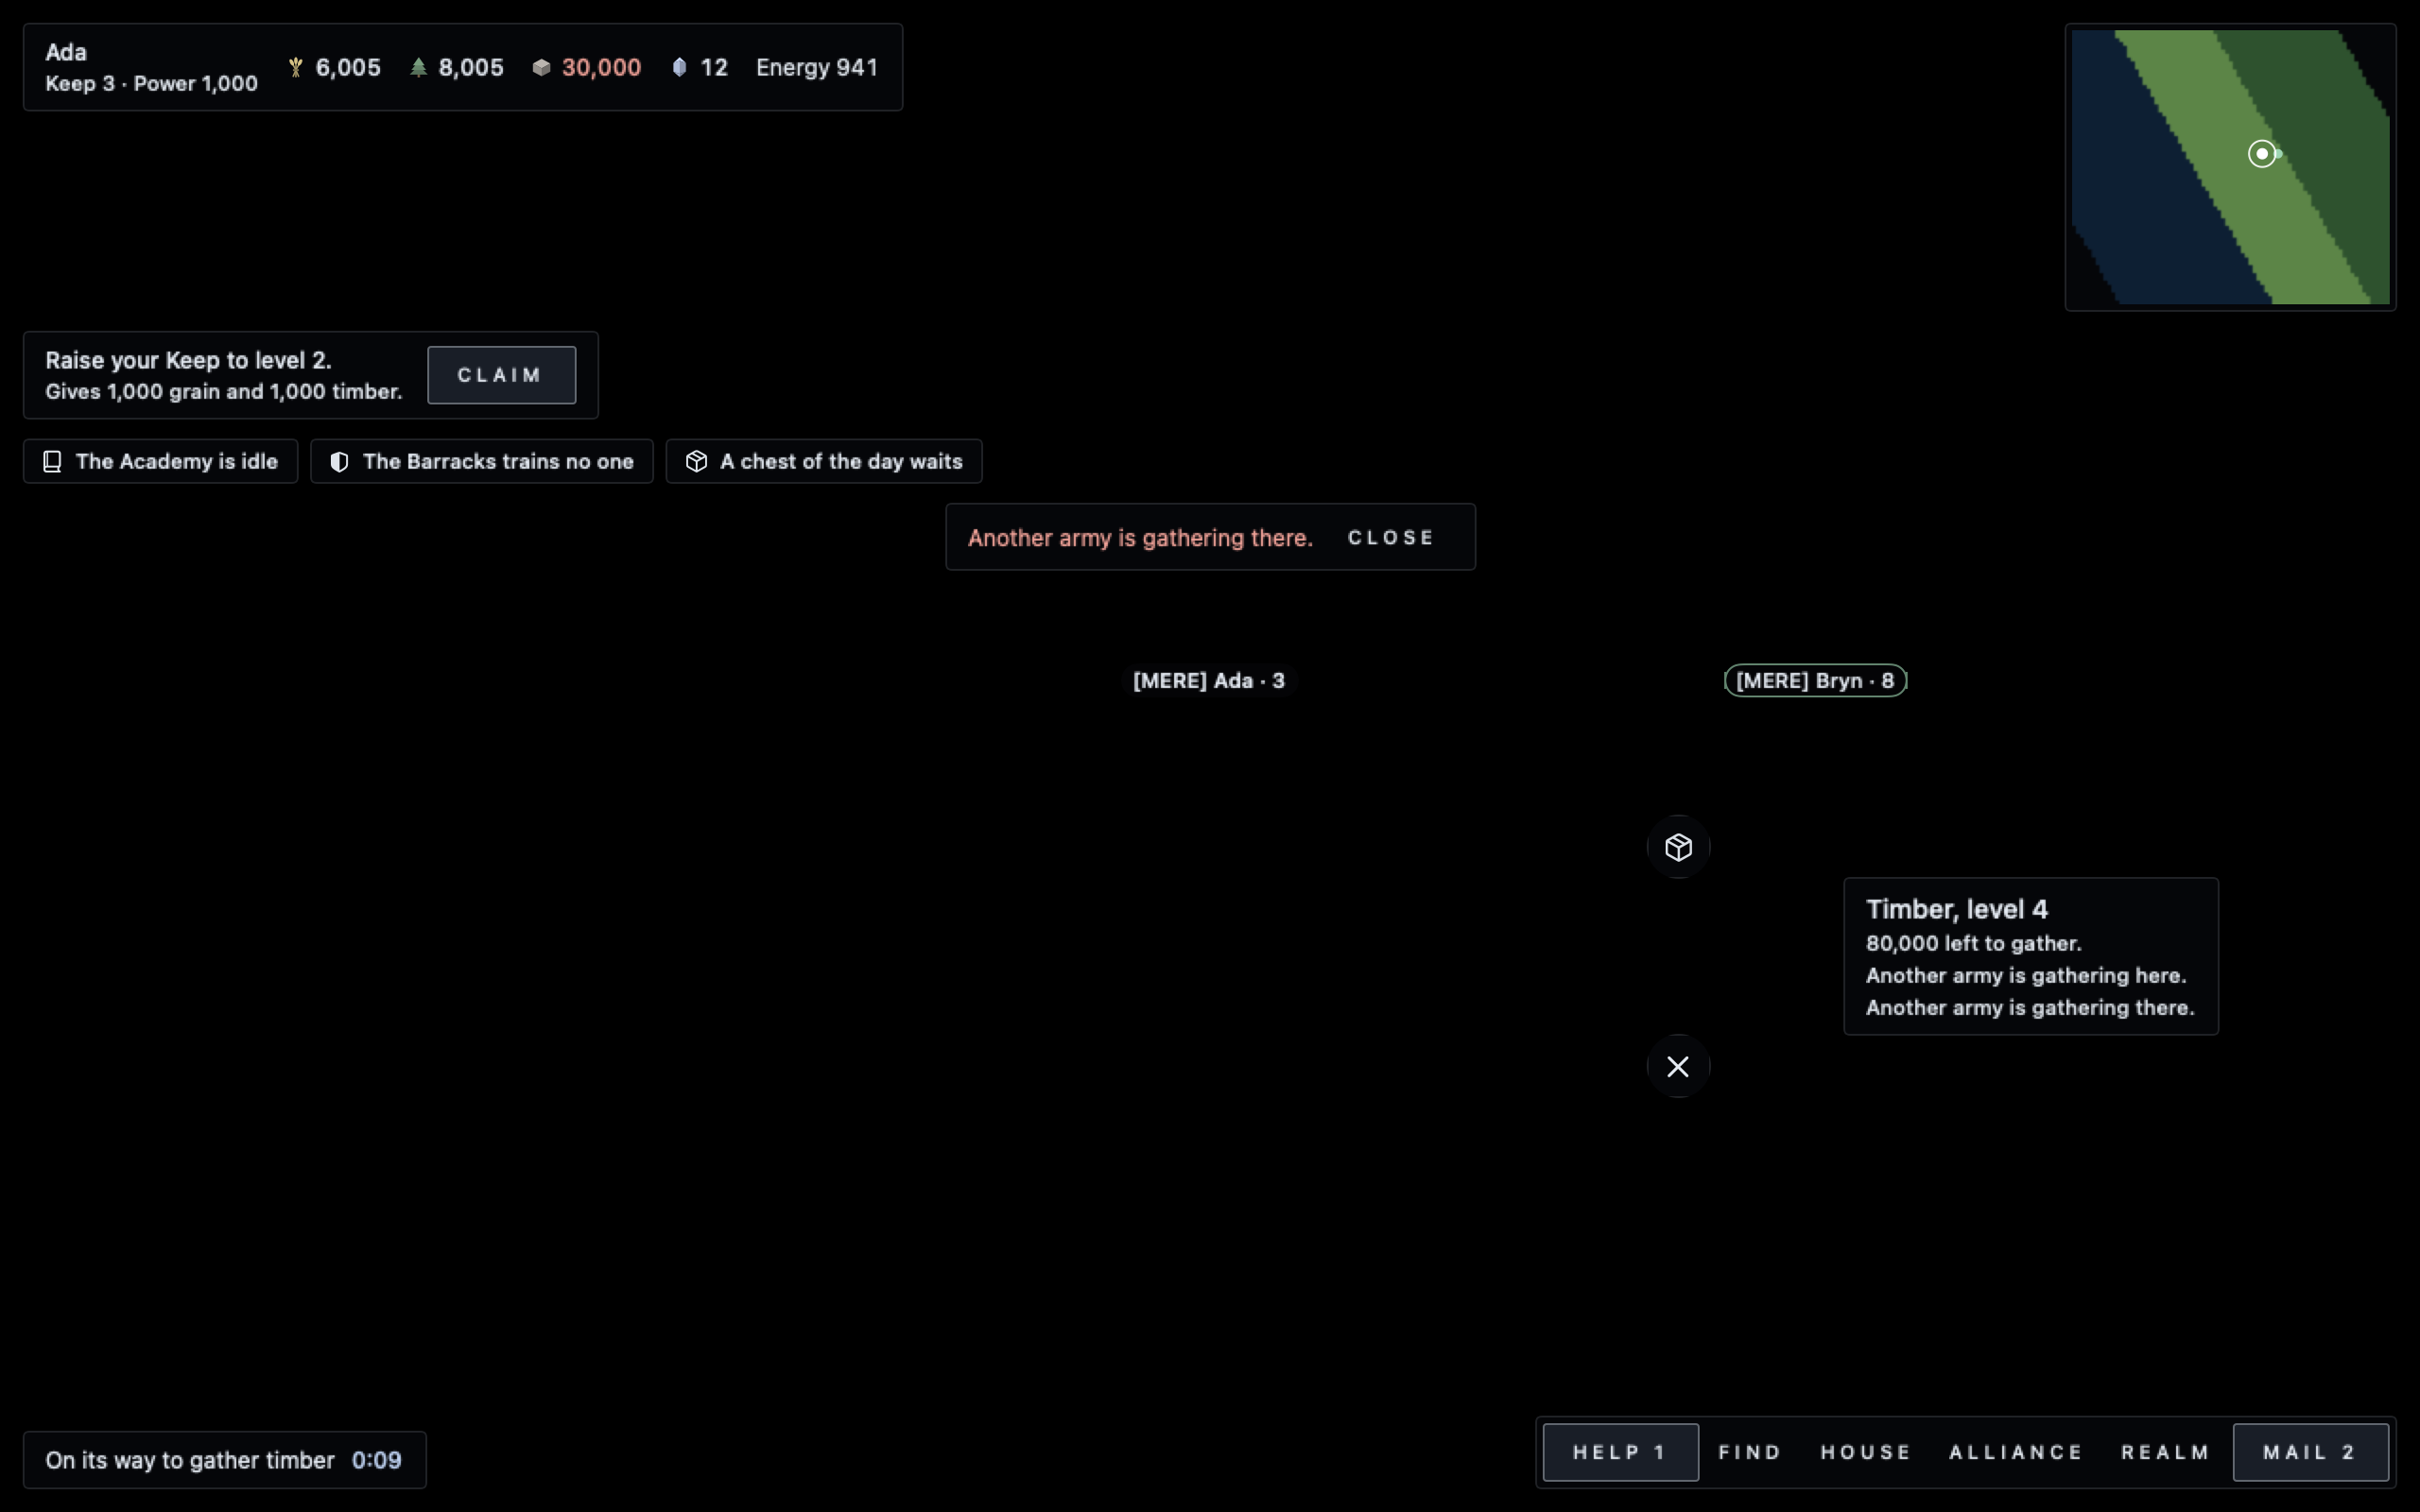 Ada
Keep 3 · Power 1,000
6,005
8,005
30,000
12
Energy 941
Raise your Keep to level 2.
Gives 1,000 grain and 1,000 timber.
CLAIM
The Academy is idle
The Barracks trains no one
A chest of the day waits
Another army is gathering there.
CLOSE
[MERE] Ada · 3
[MERE] Bryn · 8
Timber, level 4
80,000 left to gather.
Another army is gathering here.
Another army is gathering there.
On its way to gather timber 0:09
HELP 1
FIND
HOUSE
ALLIANCE
REALM
MAIL 2